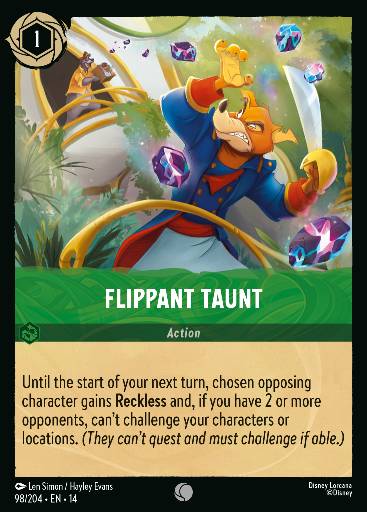 1
FLIPPANT TAUNT
Action
Until the start of your next turn, chosen opposing
character gains Reckless and, if you have 2 or more
opponents, can't challenge your characters or
locations. (They can't quest and must challenge if able.)
Len Simon / Hayley Evans
Disney Lorcana
98/204 • EN • 14
©Disney